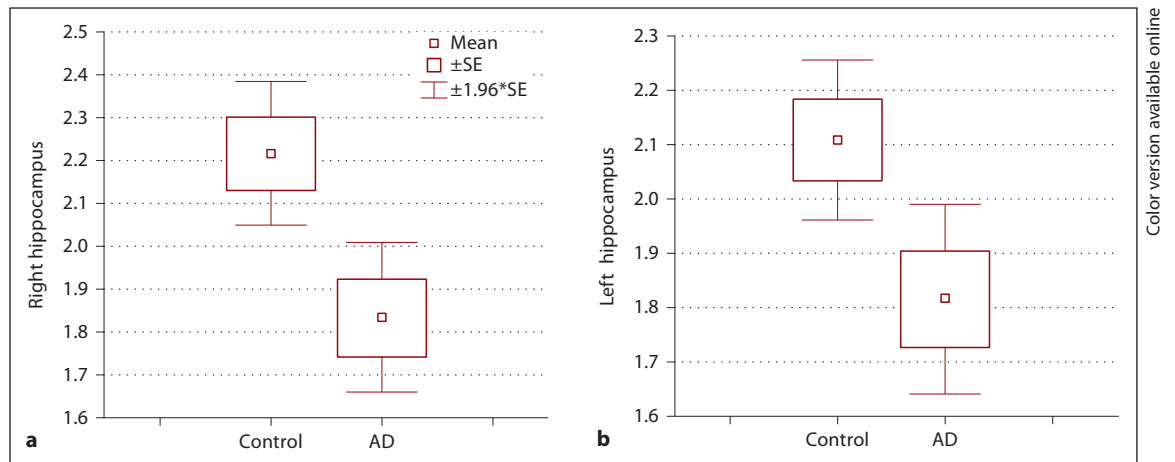 2.5
2.4
2.3
2.2
2.1
2.0
1.9
1.8
1.7
1.6
Right hippocampus
Mean
±SE
±1.96*SE
Control
AD
a
2.3
2.2
2.1
2.0
1.9
1.8
1.7
1.6
Left hippocampus
Control
AD
b
Color version available online